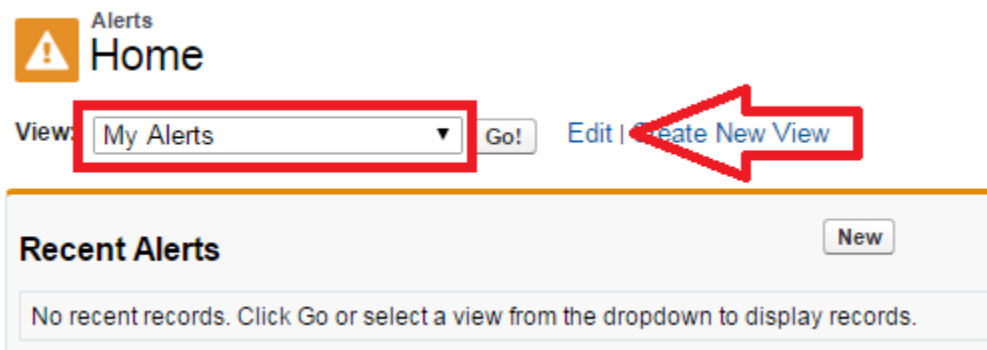 Alerts
Home
View: My Alerts Go! Edit | Create New View
Recent Alerts New
No recent records. Click Go or select a view from the dropdown to display records.